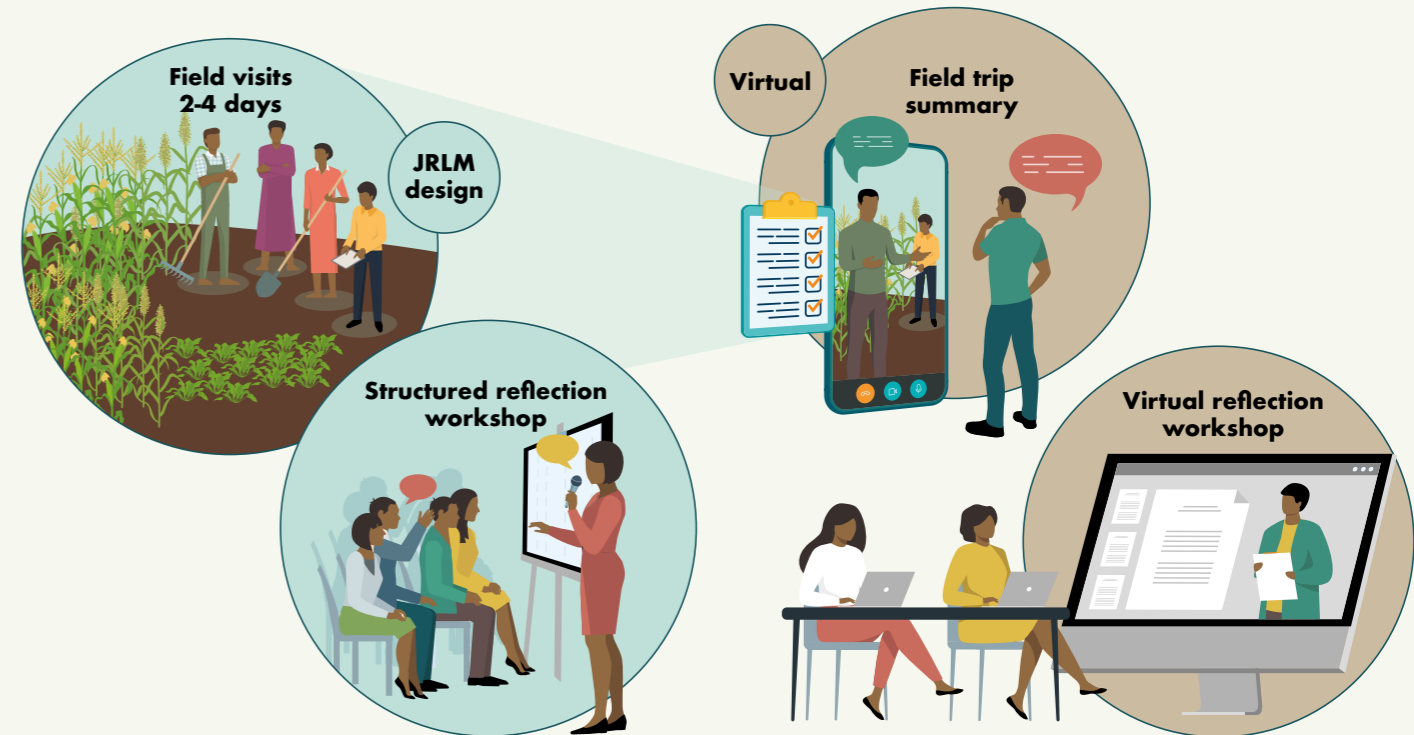 Field visits
2-4 days
JRLM
design
Structured reflection
workshop
Virtual
Field trip
summary
Virtual reflection
workshop